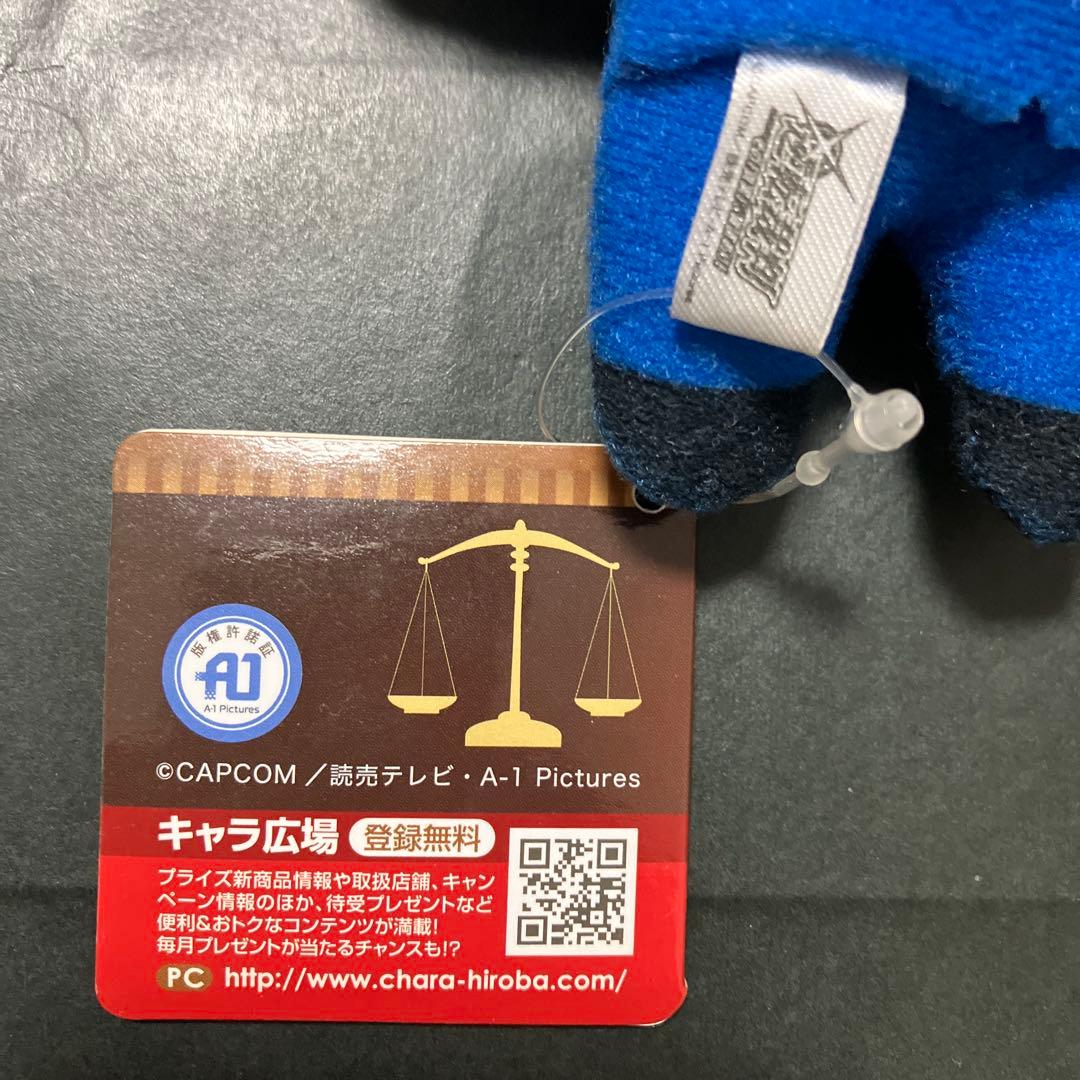 逆転裁判
版権許諾証
A-1 Pictures
©CAPCOM／読売テレビ・A-1 Pictures
キャラ広場 登録無料
プライズ新商品情報や取扱店舗、キャン
ペーン情報のほか、待受プレゼントなど
便利&おトクなコンテンツが満載!
毎月プレゼントが当たるチャンスも!?
PC http://www.chara-hiroba.com/